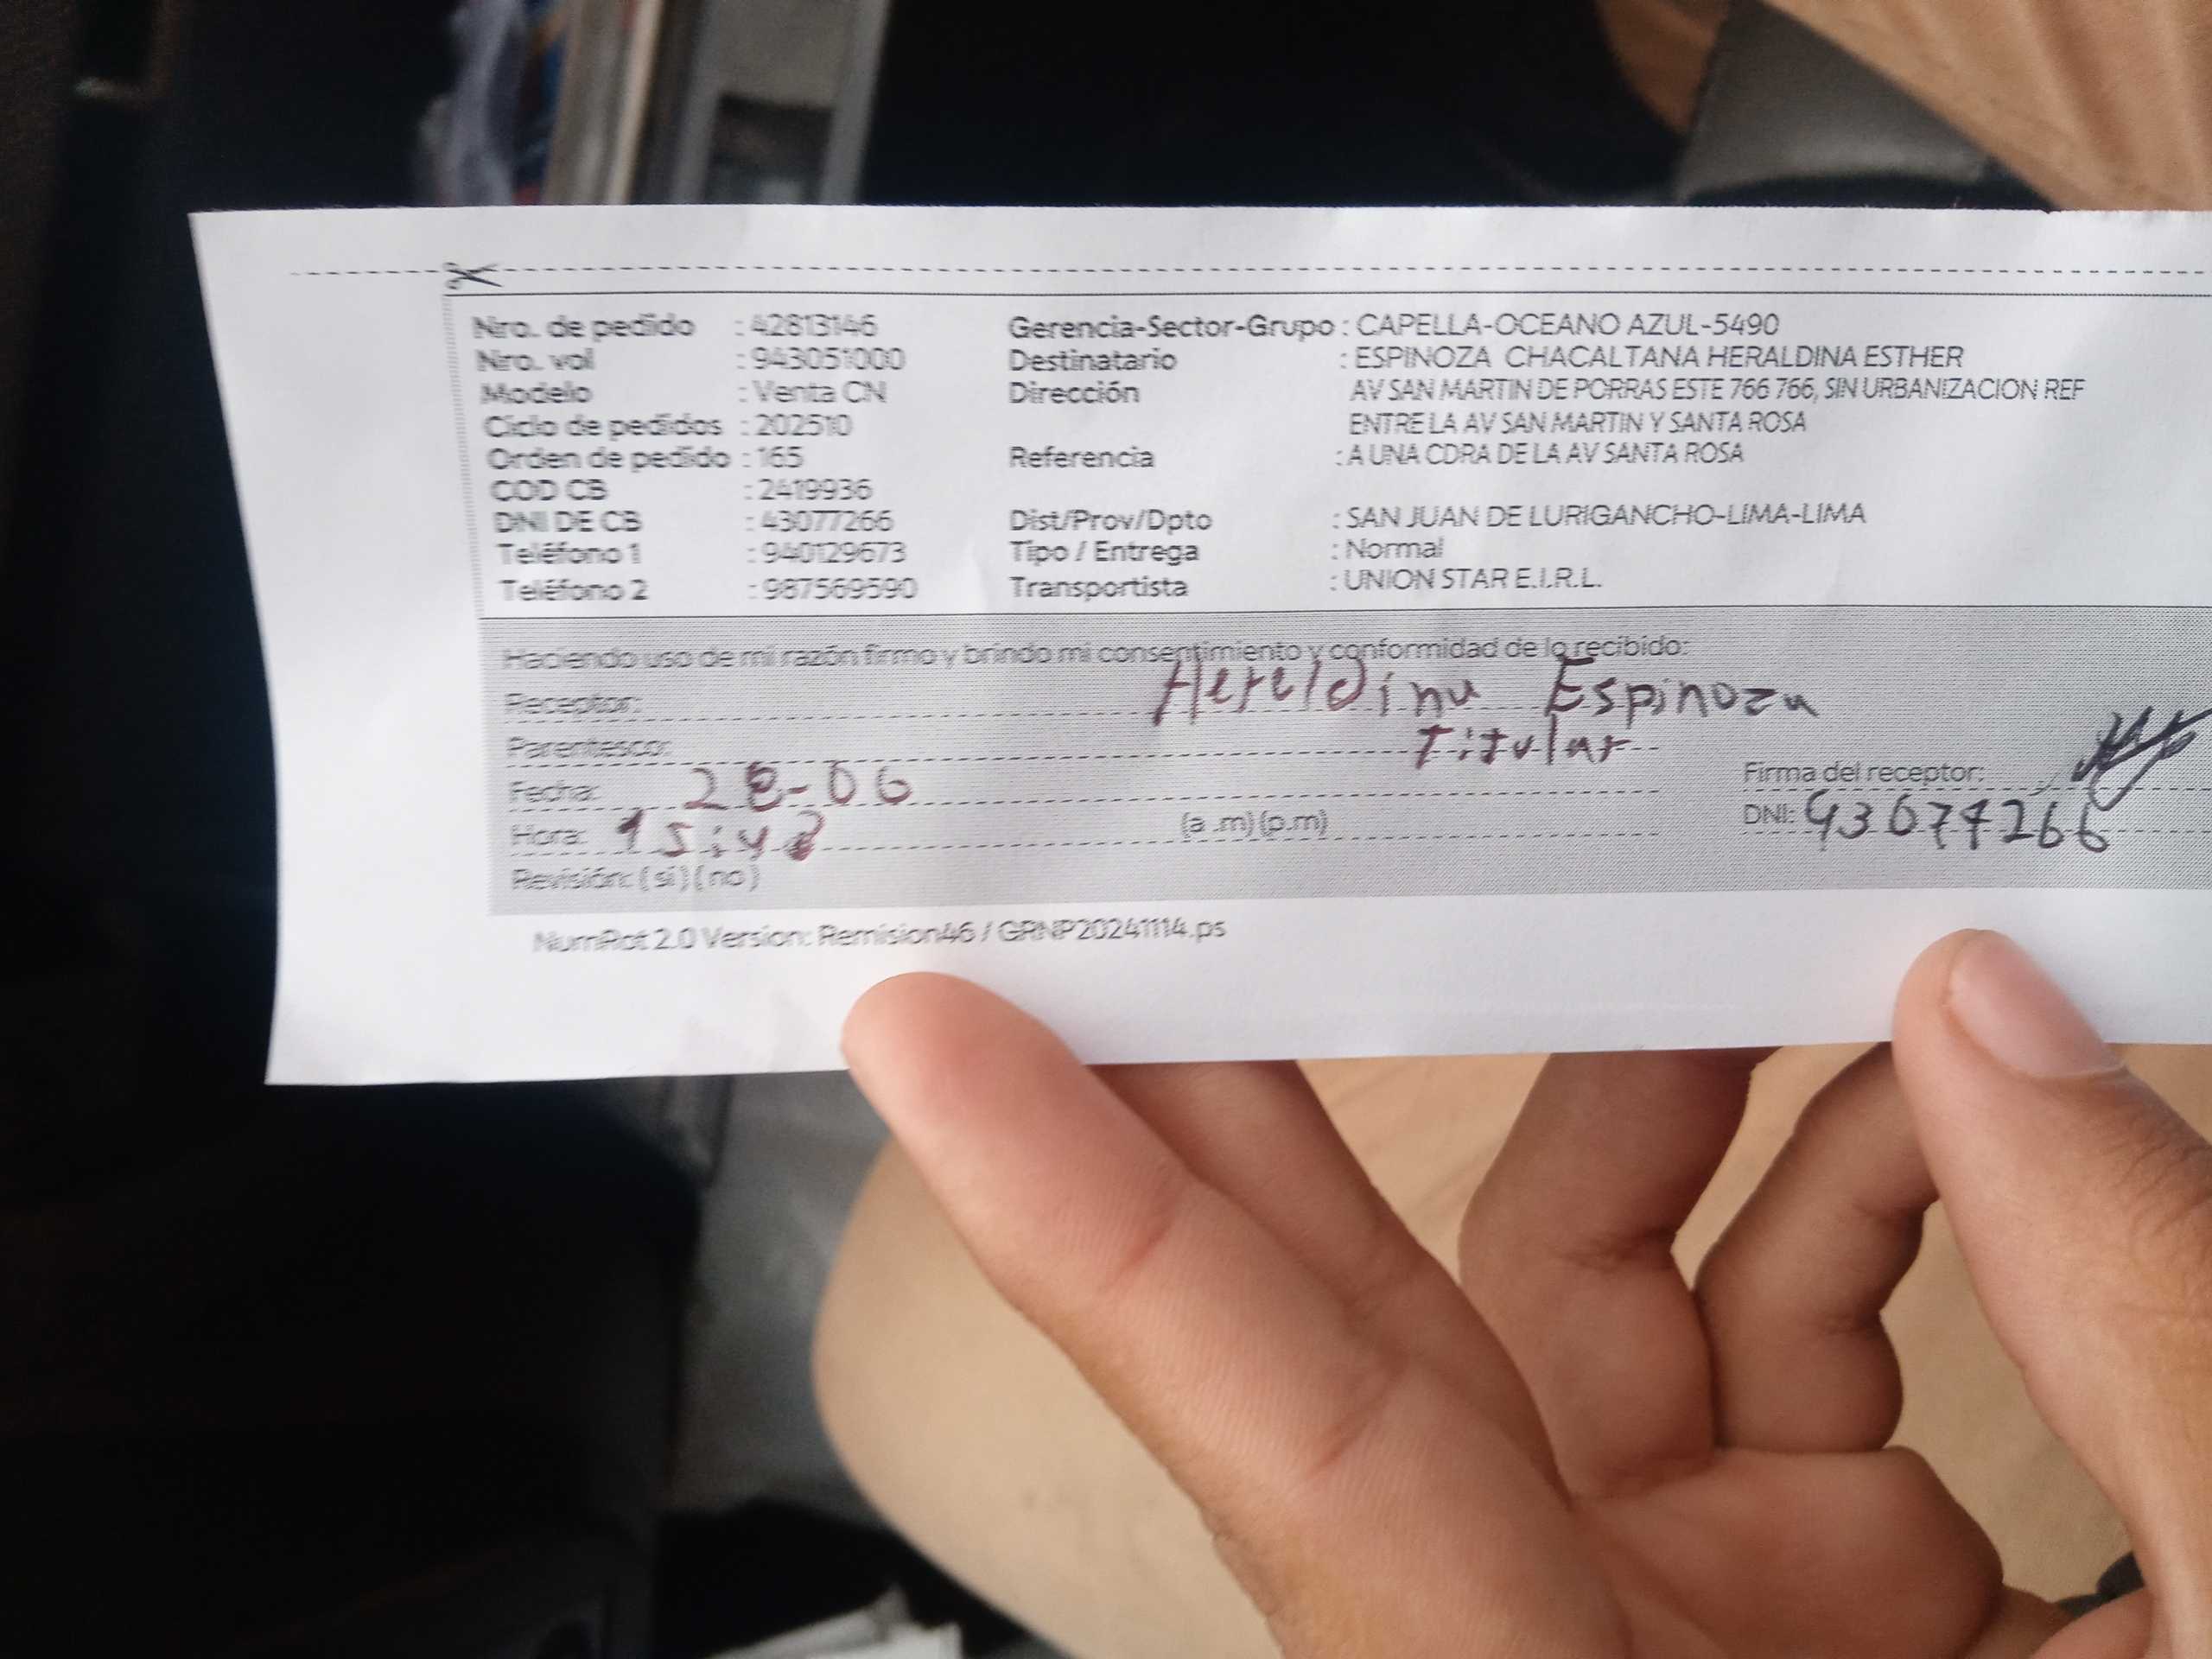 Nro. de pedido : 42813146 Gerencia-Sector-Grupo : CAPELLA-OCEANO AZUL-5490
Nro. vol : 943051000 Destinatario : ESPINOZA CHACALTANA HERALDINA ESTHER
Modelo : Venta CN Dirección AV SAN MARTIN DE PORRAS ESTE 766 766, SIN URBANIZACION REF
Ciclo de pedidos : 202510 ENTRE LA AV SAN MARTIN Y SANTA ROSA
Orden de pedido : 165 Referencia : A UNA CDRA DE LA AV SANTA ROSA
COD CB : 2419936
DNI DE CB : 43077266 Dist/Prov/Dpto : SAN JUAN DE LURIGANCHO-LIMA-LIMA
Teléfono 1 : 940129673 Tipo / Entrega : Normal
Teléfono 2 : 987569590 Transportista : UNION STAR E.I.R.L.
Haciendo uso de mi razón firmo y brindo mi consentimiento y conformidad de lo recibido:
Receptor: Heraldina Espinoza
Parentesco: Titular
Fecha: 28-06 Firma del receptor:
Hora: (a .m) (p.m) DNI: 43077266
Revisión: (si) (no)
NumRot 2.0 Version: Remision46 / GRNP20241114.ps